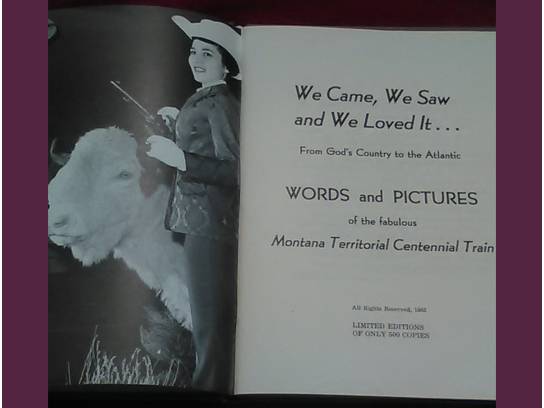 We Came, We Saw
and We Loved It . . .
From God's Country to the Atlantic
WORDS and PICTURES
of the fabulous
Montana Territorial Centennial Train
All Rights Reserved,
LIMITED EDITIONS
OF ONLY 500 COPIES